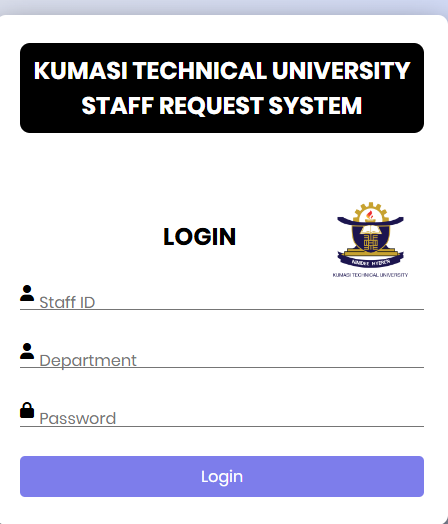 KUMASI TECHNICAL UNIVERSITY
STAFF REQUEST SYSTEM
LOGIN
KUMASI TECHNICAL UNIVERSITY
Staff ID
Department
Password
Login